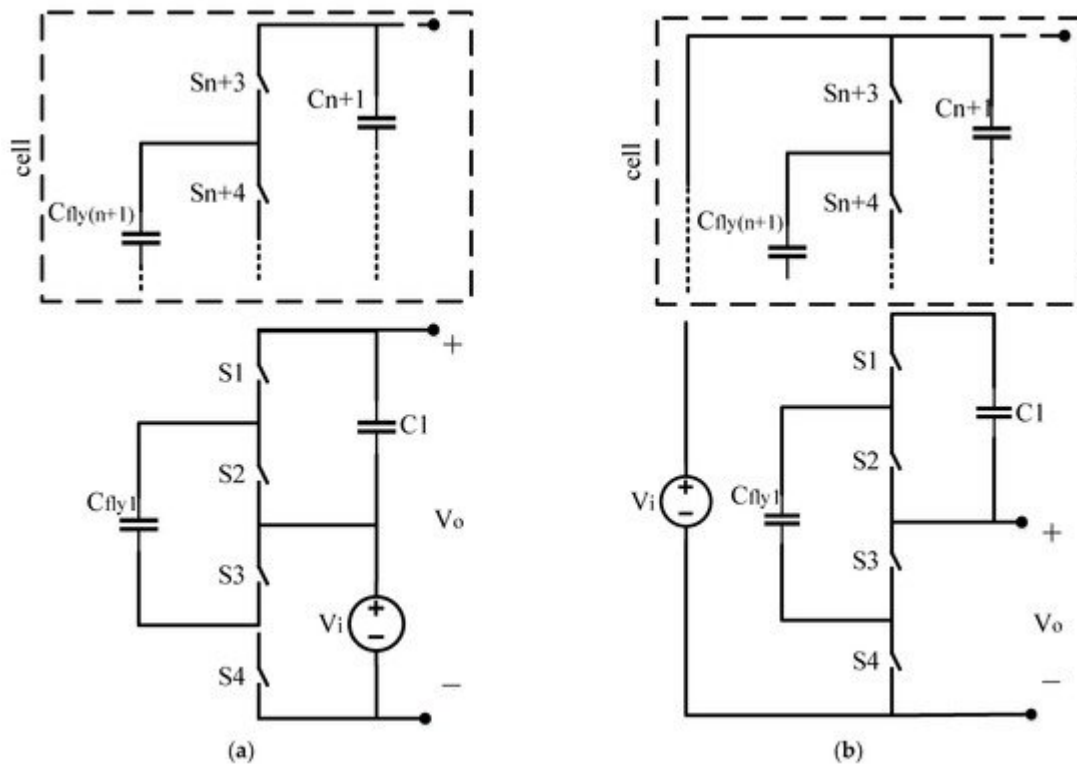 Sn+3
Cn+1
cell
Sn+4
Cfly(n+1)
+
S1
C1
S2
Cfly1
Vo
S3
Vi
+
−
S4
−
(a)
Sn+3
Cn+1
cell
Sn+4
Cfly(n+1)
S1
C1
S2
Vi
+
−
Cfly1
+
S3
Vo
S4
−
(b)